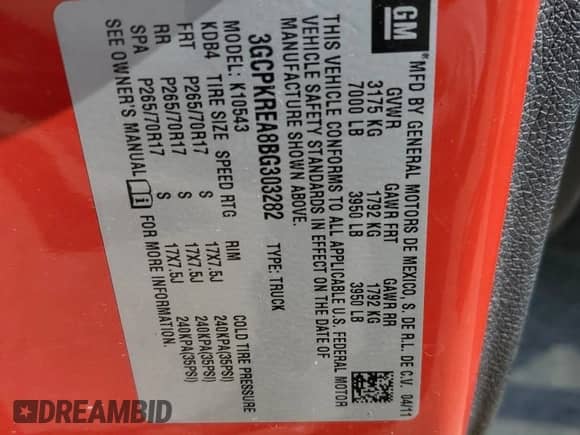 GM
MFD BY GENERAL MOTORS DE MEXICO, S. DE R.L. DE C.V. 04/11
GVWR GAWR FRT GAWR RR
3175 KG 1792 KG 1792 KG
7000 LB 3950 LB 3950 LB
THIS VEHICLE CONFORMS TO ALL APPLICABLE U.S. FEDERAL MOTOR
VEHICLE SAFETY STANDARDS IN EFFECT ON THE DATE OF
MANUFACTURE SHOWN ABOVE.
3GCPKREA8BG303282 TYPE: TRUCK
MODEL: K10543
KDB4 TIRE SIZE SPEED RTG RIM COLD TIRE PRESSURE
FRT P265/70R17 S 17X7.5J 240KPA(35PSI)
RR P265/70R17 S 17X7.5J 240KPA(35PSI)
SPA P265/70R17 S 17X7.5J 240KPA(35PSI)
SEE OWNER'S MANUAL FOR MORE INFORMATION.
DREAMBID